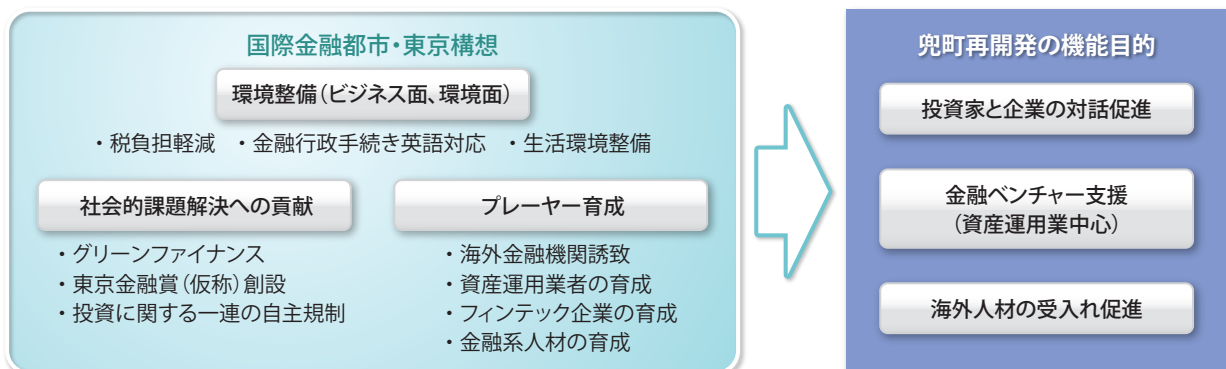 国際金融都市・東京構想
環境整備（ビジネス面、環境面）
・税負担軽減 ・金融行政手続き英語対応 ・生活環境整備
社会的課題解決への貢献
・グリーンファイナンス
・東京金融賞（仮称）創設
・投資に関する一連の自主規制
プレーヤー育成
・海外金融機関誘致
・資産運用業者の育成
・フィンテック企業の育成
・金融系人材の育成
兜町再開発の機能目的
投資家と企業の対話促進
金融ベンチャー支援
（資産運用業中心）
海外人材の受入れ促進